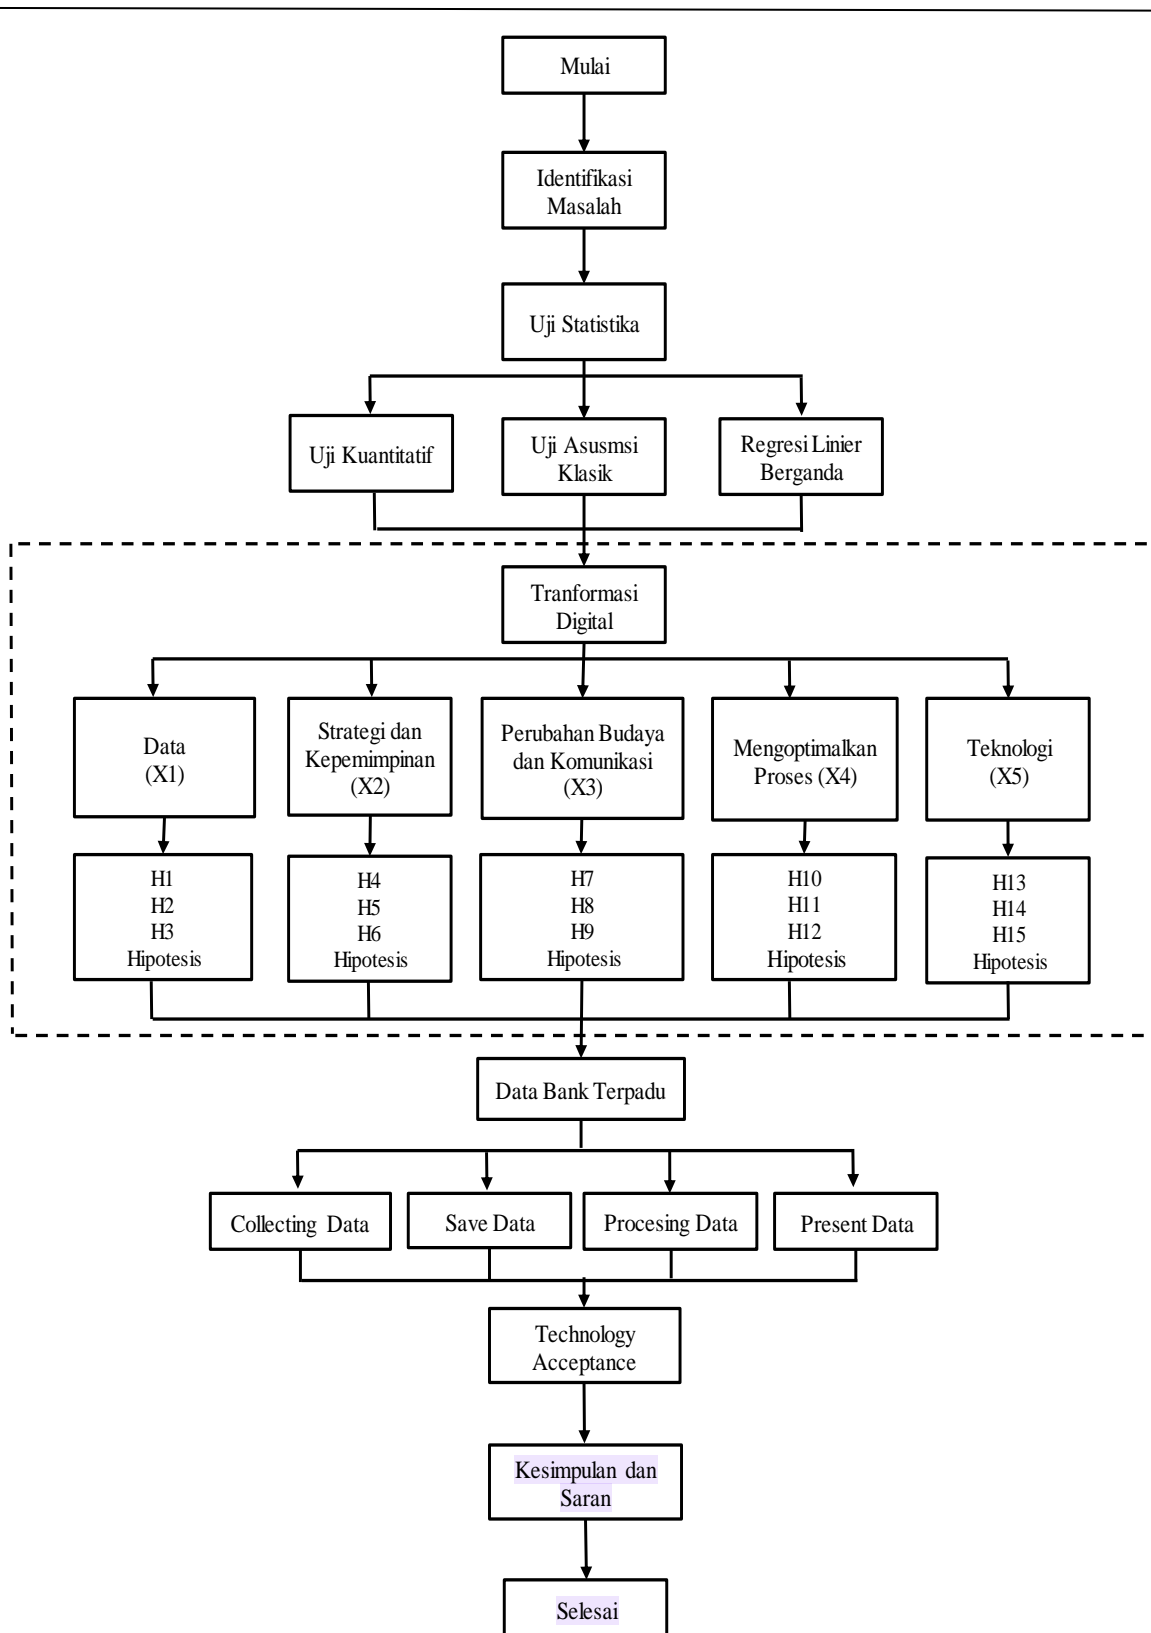 Mulai
Identifikasi
Masalah
Uji Statistika
Uji Kuantitatif
Uji Asusmsi
Klasik
Regresi Linier
Berganda
Tranformasi
Digital
Data
(X1)
Strategi dan
Kepemimpinan
(X2)
Perubahan Budaya
dan Komunikasi
(X3)
Mengoptimalkan
Proses (X4)
Teknologi
(X5)
H1
H2
H3
Hipotesis
H4
H5
H6
Hipotesis
H7
H8
H9
Hipotesis
H10
H11
H12
Hipotesis
H13
H14
H15
Hipotesis
Data Bank Terpadu
Collecting Data
Save Data
Procesing Data
Present Data
Technology
Acceptance
Kesimpulan dan
Saran
Selesai